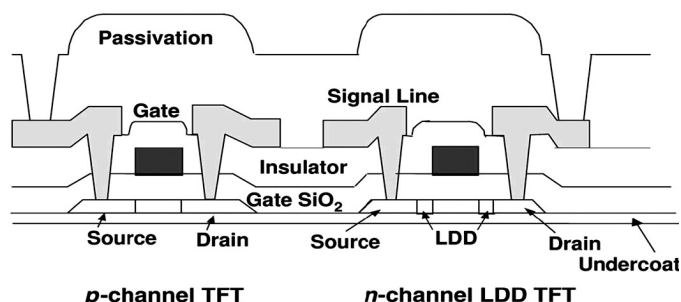 Passivation
Signal Line
Gate
Insulator
Gate SiO₂
Source
Drain
Source
LDD
Drain
Undercoat
p-channel TFT
n-channel LDD TFT